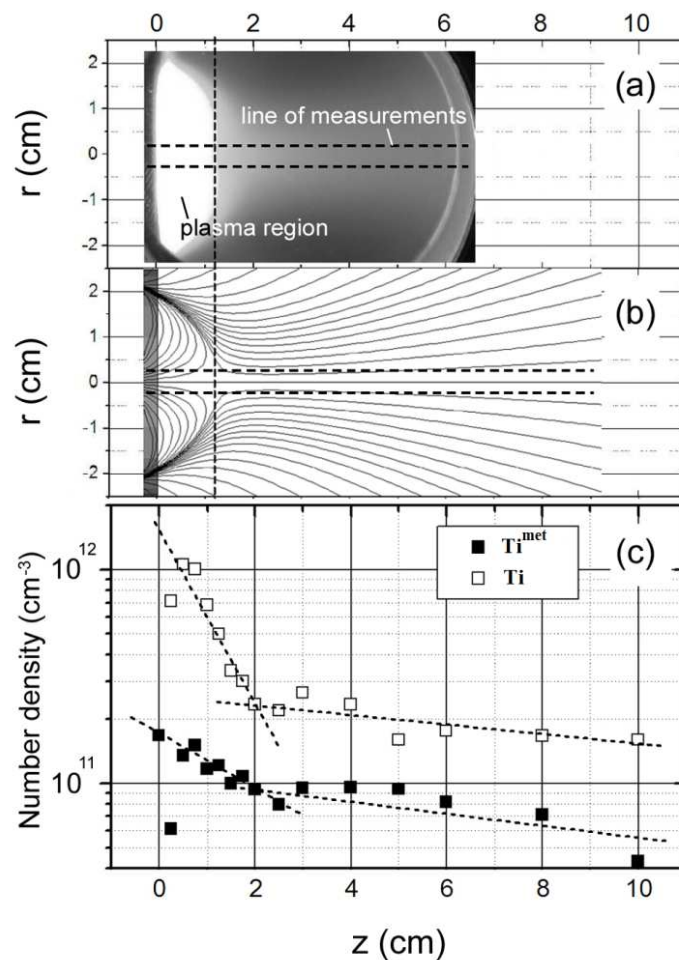 0 2 4 6 8 10
2
1
0
-1
-2
r (cm)
(a)
line of measurements
plasma region
2
1
0
-1
-2
r (cm)
(b)
10¹²
10¹¹
Number density (cm⁻³)
(c)
Ti^met
Ti
0 2 4 6 8 10
z (cm)